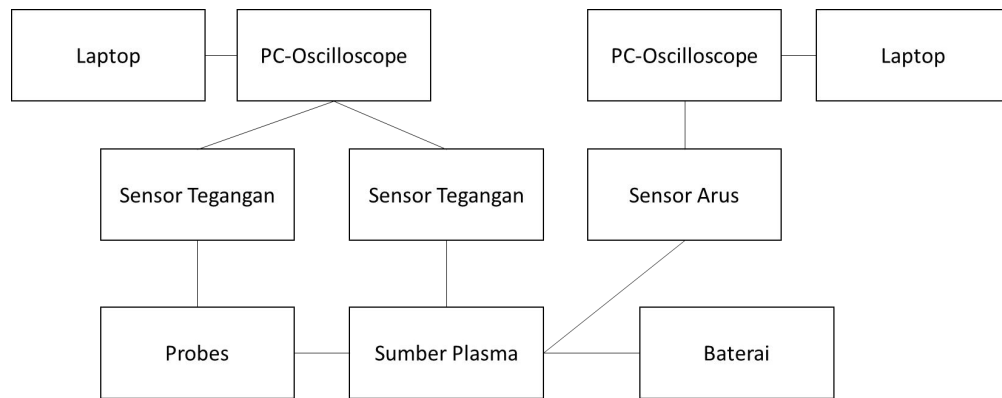 Laptop
PC-Oscilloscope
PC-Oscilloscope
Laptop
Sensor Tegangan
Sensor Tegangan
Sensor Arus
Probes
Sumber Plasma
Baterai